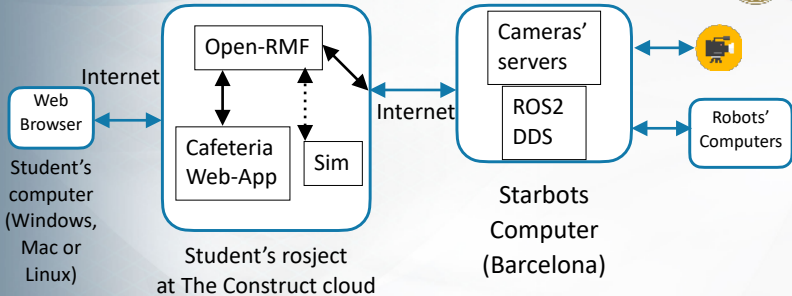 Internet
Web
Browser
Student's
computer
(Windows,
Mac or
Linux)
Open-RMF
Cafeteria
Web-App
Sim
Student's rosject
at The Construct cloud
Internet
Cameras'
servers
ROS2
DDS
Starbots
Computer
(Barcelona)
Robots'
Computers